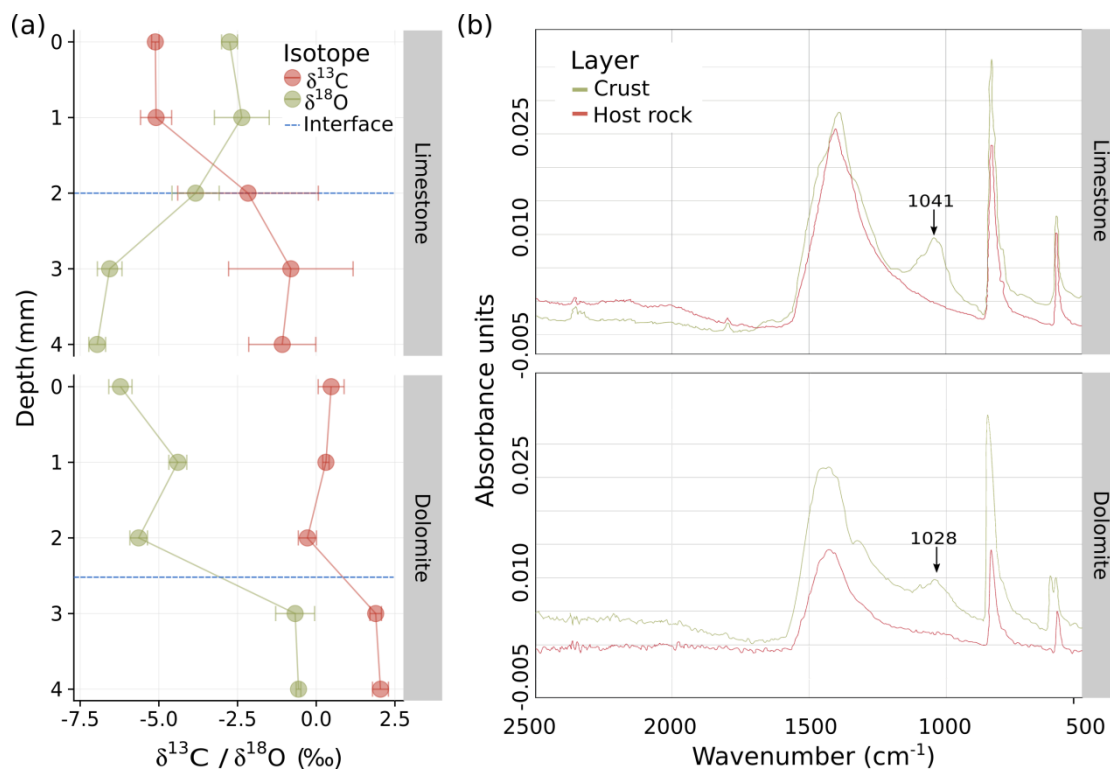 (a)
Isotope
δ¹³C
δ¹⁸O
Interface
0
1
2
3
4
Limestone
0
1
2
3
4
Dolomite
Depth (mm)
-7.5 -5.0 -2.5 0.0 2.5
δ¹³C / δ¹⁸O (‰)
(b)
Layer
Crust
Host rock
1041
0.025
0.010
-0.005
Limestone
1028
0.025
0.010
-0.005
Dolomite
Absorbance units
2500 2000 1500 1000 500
Wavenumber (cm⁻¹)